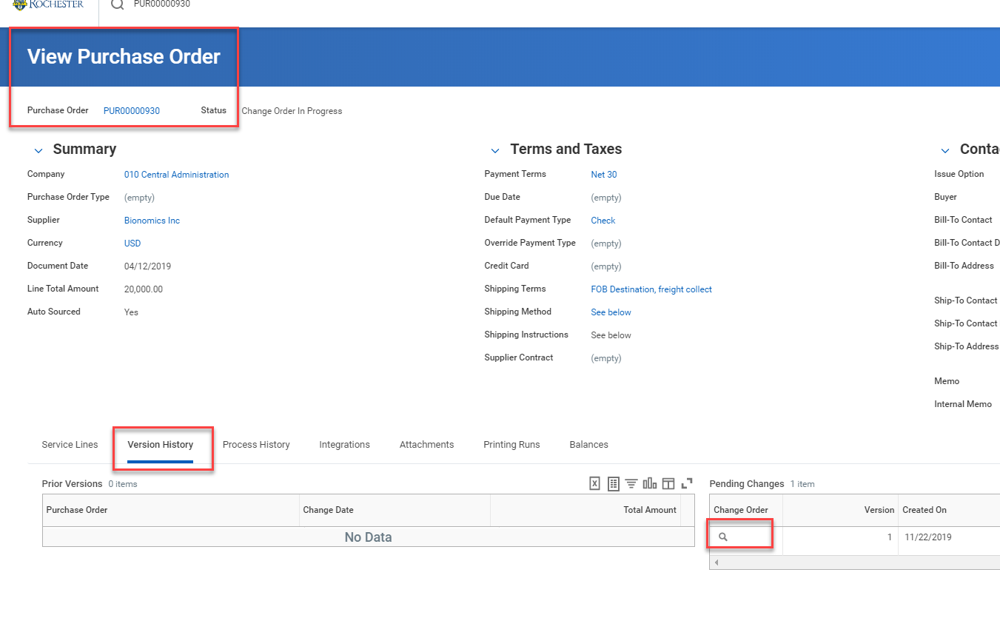 ROCHESTER
PUR00000930
View Purchase Order
Purchase Order PUR00000930 Status Change Order In Progress
Summary
Company 010 Central Administration
Purchase Order Type (empty)
Supplier Bionomics Inc
Currency USD
Document Date 04/12/2019
Line Total Amount 20,000.00
Auto Sourced Yes
Terms and Taxes
Payment Terms Net 30
Due Date (empty)
Default Payment Type Check
Override Payment Type (empty)
Credit Card (empty)
Shipping Terms FOB Destination, freight collect
Shipping Method See below
Shipping Instructions See below
Supplier Contract (empty)
Conta
Issue Option
Buyer
Bill-To Contact
Bill-To Contact D
Bill-To Address
Ship-To Contact
Ship-To Contact
Ship-To Address
Memo
Internal Memo
Service Lines Version History Process History Integrations Attachments Printing Runs Balances
Prior Versions 0 items
Purchase Order Change Date Total Amount
No Data
Pending Changes 1 item
Change Order Version Created On
1 11/22/2019